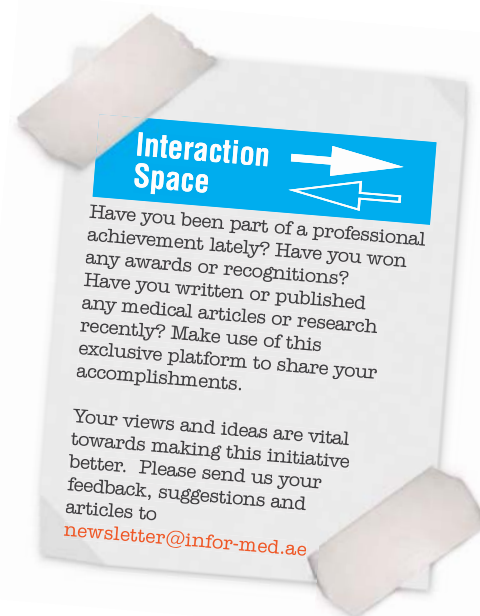 Interaction
Space
Have you been part of a professional
achievement lately? Have you won
any awards or recognitions?
Have you written or published
any medical articles or research
recently? Make use of this
exclusive platform to share your
accomplishments.
Your views and ideas are vital
towards making this initiative
better.  Please send us your
feedback, suggestions and
articles to
newsletter@infor-med.ae